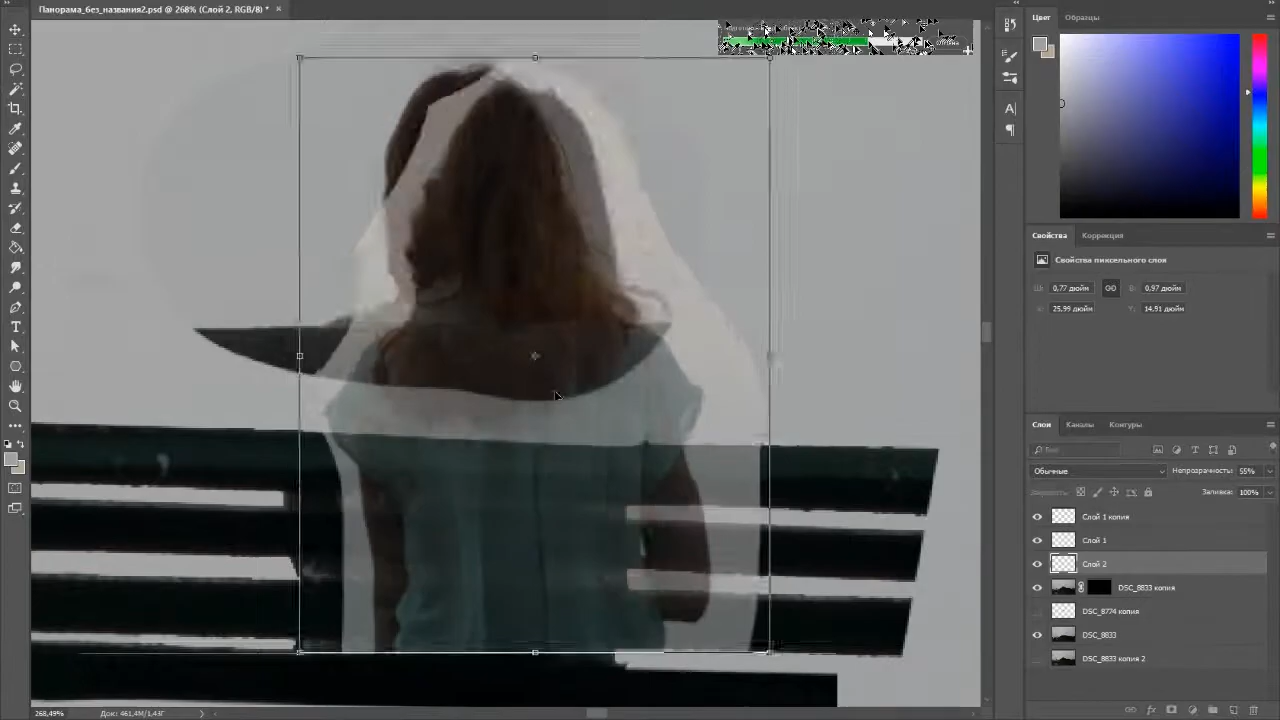 Панорама_без_названия2.psd @ 268% (Слой 2, RGB/8) *
Цвет
Образцы
Свойства
Коррекция
Свойства пиксельного слоя
0,77 дюйм
0,97 дюйм
25,99 дюйм
14,91 дюйм
Слои
Каналы
Контуры
Обычные
Непрозрачность: 55%
Заливка: 100%
Слой 1 копия
Слой 1
Слой 2
DSC_8833 копия
DSC_8774 копия
DSC_8833
DSC_8833 копия 2
268,49%
Док: 461,4M/1,43Г